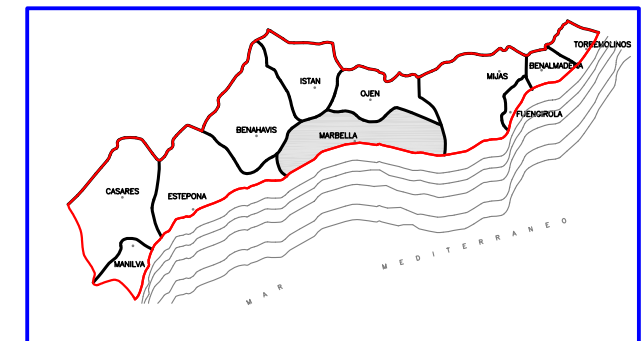 TORREMOLINOS
BENALMADENA
MIJAS
ISTAN
OJEN
FUENGIROLA
BENAHAVIS
MARBELLA
CASARES
ESTEPONA
MANILVA
MAR MEDITERRANEO